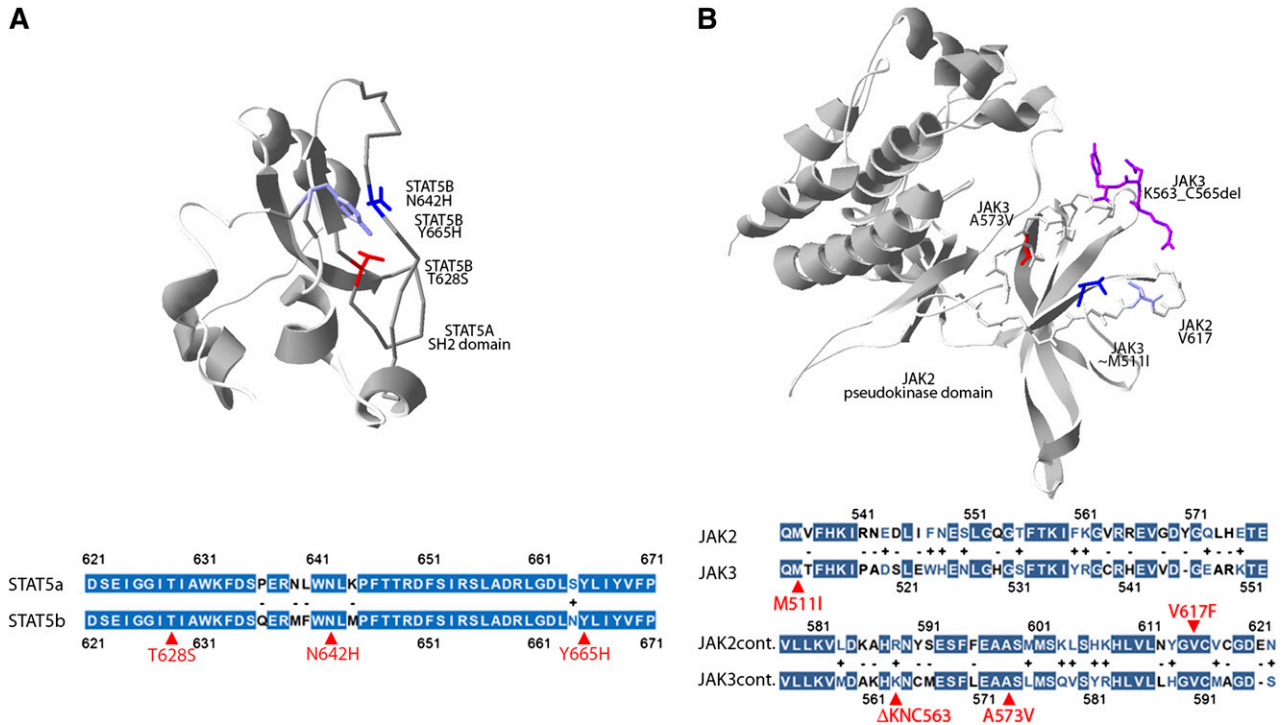 A
STAT5B
N642H
STAT5B
Y665H
STAT5B
T628S
STAT5A
SH2 domain
621 631 641 651 661 671
STAT5a DSEIGGITIAWKFDSPERNLWNLKPFTTRDFSIRSLADRLGDLSYLIYVFP
- - - - +
STAT5b DSEIGGITIAWKFDSQERMFWNLMPFTTRDFSIRSLADRLGDLNYLIYVFP
621 631 641 651 661 671
T628S N642H Y665H
B
JAK3
K563_C565del
JAK3
A573V
JAK2
V617
JAK3
~M511I
JAK2
pseudokinase domain
541 551 561 571
JAK2 QMVFHKIRNEDLIFNESLGQGTFTKIFKGVRREVGDYGQLHETE
JAK3 QMTFHKIPADSLEWHENLGHGSFTKIYRGCRHEVVD-GEARKTE
521 531 541 551
M511I
V617F
581 591 601 611 621
JAK2cont. VLLKVLDKAHRNYSESFFEAASMMSKLSHKHLVLNYGVCVCGDEN
JAK3cont. VLLKVMDAKHKNCMESFLEAASLMSQVSYRHLVLLHGVCMAGD-S
561 571 581 591
ΔKNC563 A573V